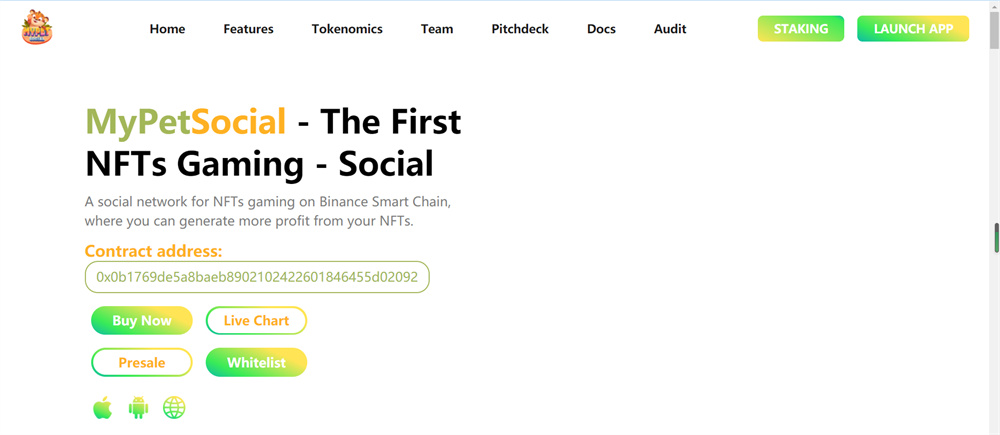 Home Features Tokenomics Team Pitchdeck Docs Audit STAKING LAUNCH APP
MyPetSocial - The First
NFTs Gaming - Social
A social network for NFTs gaming on Binance Smart Chain,
where you can generate more profit from your NFTs.
Contract address:
0x0b1769de5a8baeb8902102422601846455d02092
Buy Now Live Chart
Presale Whitelist